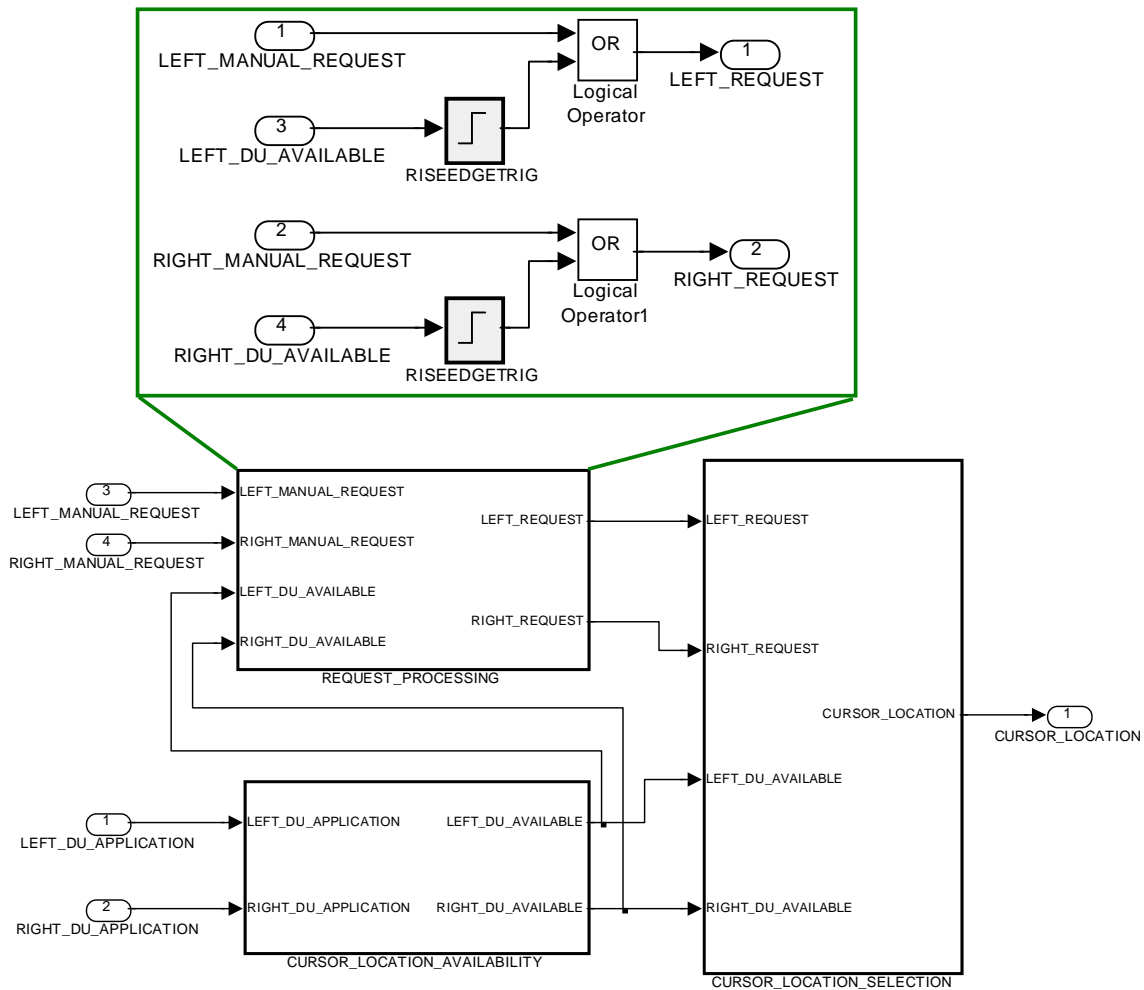 1
LEFT_MANUAL_REQUEST
OR
1
LEFT_REQUEST
Logical
Operator
3
LEFT_DU_AVAILABLE
RISEEDGETRIG
2
RIGHT_MANUAL_REQUEST
OR
2
RIGHT_REQUEST
Logical
Operator1
4
RIGHT_DU_AVAILABLE
RISEEDGETRIG
3
LEFT_MANUAL_REQUEST
4
RIGHT_MANUAL_REQUEST
LEFT_MANUAL_REQUEST
RIGHT_MANUAL_REQUEST
LEFT_DU_AVAILABLE
RIGHT_DU_AVAILABLE
LEFT_REQUEST
RIGHT_REQUEST
REQUEST_PROCESSING
LEFT_REQUEST
RIGHT_REQUEST
LEFT_DU_AVAILABLE
RIGHT_DU_AVAILABLE
CURSOR_LOCATION
CURSOR_LOCATION_SELECTION
1
CURSOR_LOCATION
1
LEFT_DU_APPLICATION
2
RIGHT_DU_APPLICATION
LEFT_DU_APPLICATION
RIGHT_DU_APPLICATION
LEFT_DU_AVAILABLE
RIGHT_DU_AVAILABLE
CURSOR_LOCATION_AVAILABILITY